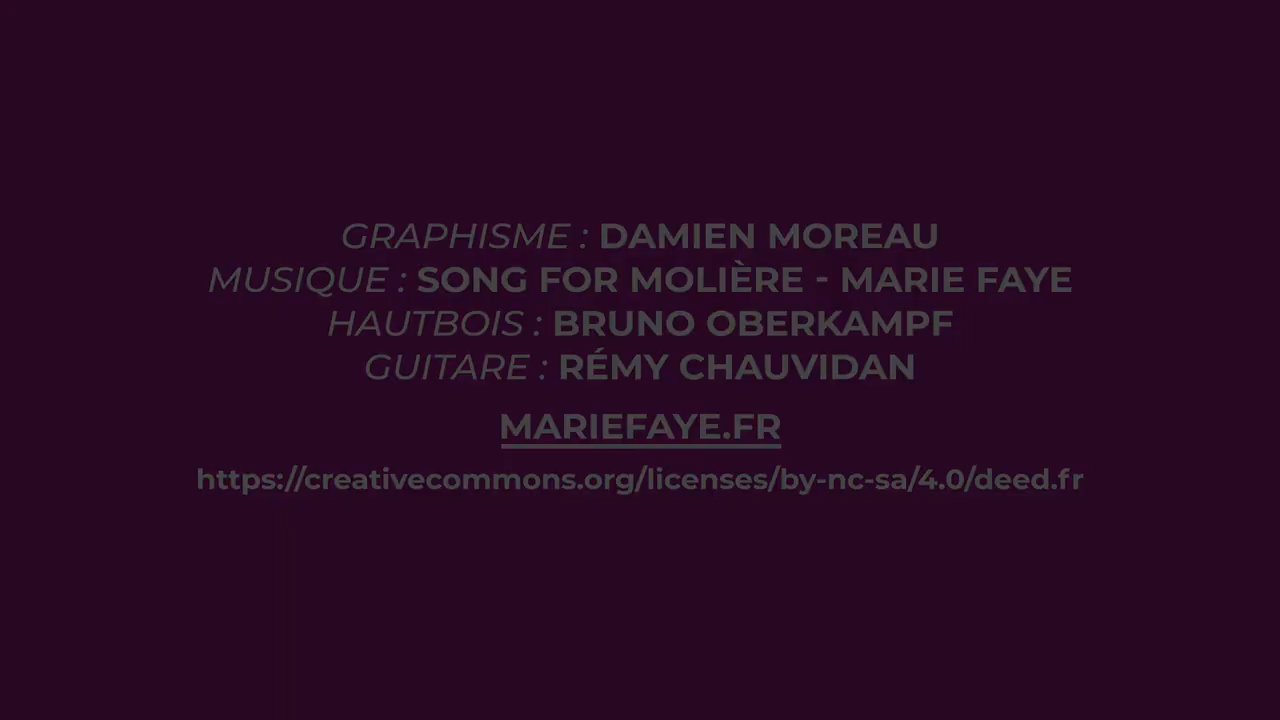 GRAPHISME : DAMIEN MOREAU
MUSIQUE : SONG FOR MOLIÈRE - MARIE FAYE
HAUTBOIS : BRUNO OBERKAMPF
GUITARE : RÉMY CHAUVIDAN
MARIEFAYE.FR
https://creativecommons.org/licenses/by-nc-sa/4.0/deed.fr